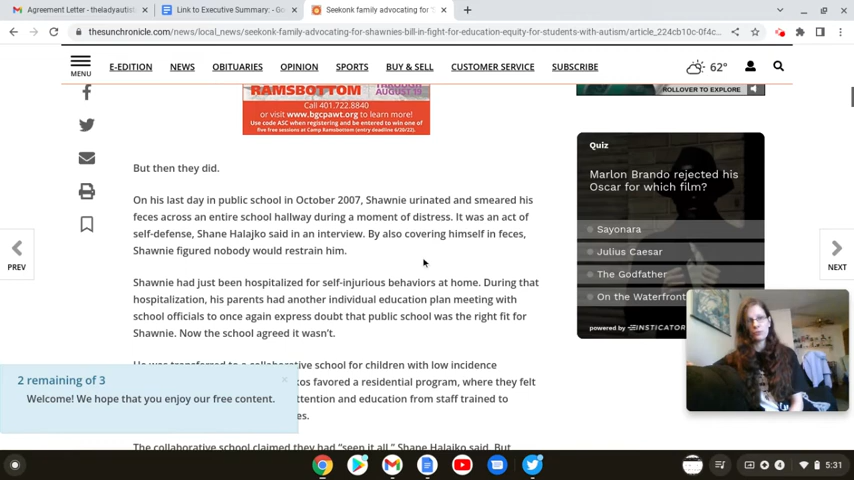 Agreement Letter - theladyautist
Link to Executive Summary: - Go
Seekonk family advocating for "
thesunchronicle.com/news/local_news/seekonk-family-advocating-for-shawnies-bill-in-fight-for-education-equity-for-students-with-autism/article_224cb10c-0f4c...
MENU
E-EDITION NEWS OBITUARIES OPINION SPORTS BUY & SELL CUSTOMER SERVICE SUBSCRIBE
62°
RAMSBOTTOM
THROUGH
AUGUST 19
Call 401.722.8840
or visit www.bgcpawt.org to learn more!
Use code ASC when registering and be entered to win one of
five free sessions at Camp Ramsbottom (entry deadline 6/20/22).
ROLLOVER TO EXPLORE
But then they did.
On his last day in public school in October 2007, Shawnie urinated and smeared his
feces across an entire school hallway during a moment of distress. It was an act of
self-defense, Shane Halajko said in an interview. By also covering himself in feces,
Shawnie figured nobody would restrain him.
Shawnie had just been hospitalized for self-injurious behaviors at home. During that
hospitalization, his parents had another individual education plan meeting with
school officials to once again express doubt that public school was the right fit for
Shawnie. Now the school agreed it wasn't.
He was transferred to a collaborative school for children with low incidence
kos favored a residential program, where they felt
ttention and education from staff trained to
es.
The collaborative school claimed they had "seen it all," Shane Halajko said. But
PREV
NEXT
Quiz
Marlon Brando rejected his
Oscar for which film?
Sayonara
Julius Caesar
The Godfather
On the Waterfront
powered by INSTICATOR
2 remaining of 3
Welcome! We hope that you enjoy our free content.
4
5:31